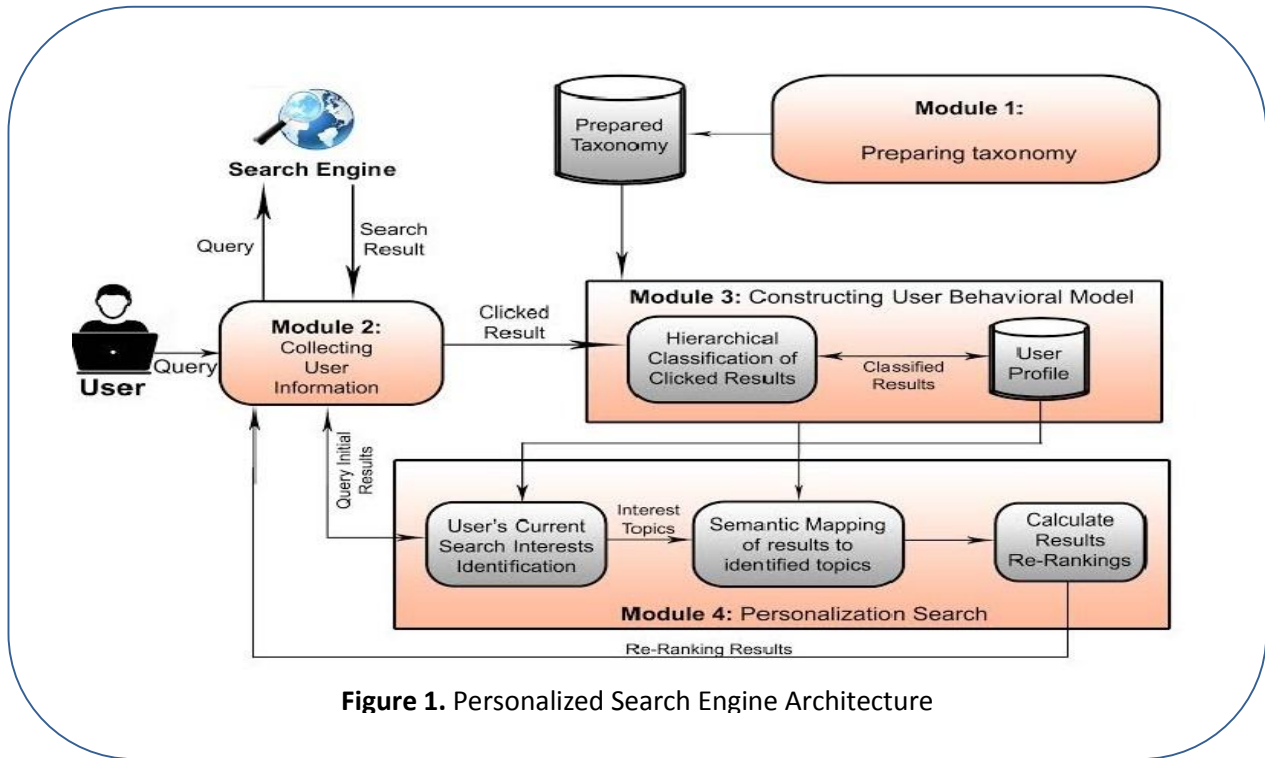 Search Engine
Query
Search
Result
Prepared
Taxonomy
Module 1:
Preparing taxonomy
User
Query
Module 2:
Collecting
User
Information
Clicked
Result
Module 3: Constructing User Behavioral Model
Hierarchical
Classification of
Clicked Results
Classified
Results
User
Profile
Query Initial
Results
User's Current
Search Interests
Identification
Interest
Topics
Semantic Mapping
of results to
identified topics
Calculate
Results
Re-Rankings
Module 4: Personalization Search
Re-Ranking Results
Figure 1. Personalized Search Engine Architecture